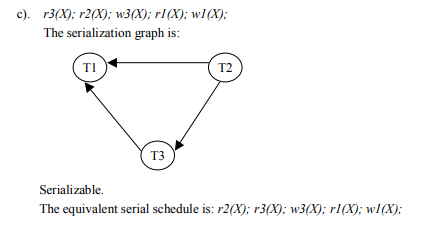 c). r3(X); r2(X); w3(X); r1(X); w1(X);
The serialization graph is:
T1
T2
T3
Serializable.
The equivalent serial schedule is: r2(X); r3(X); w3(X); r1(X); w1(X);